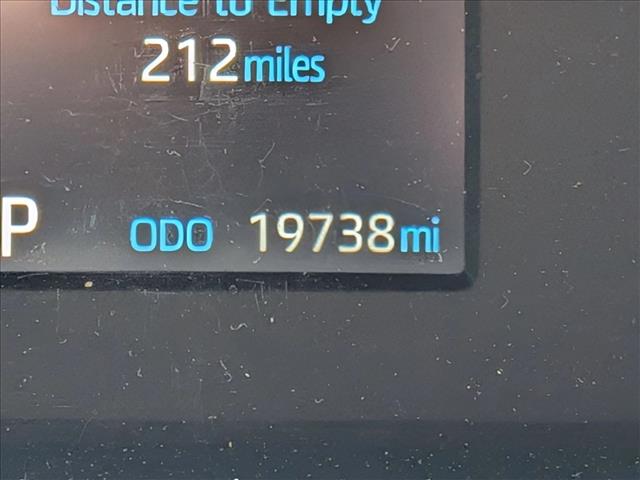 Distance to Empty
212 miles
P ODO 19738 mi